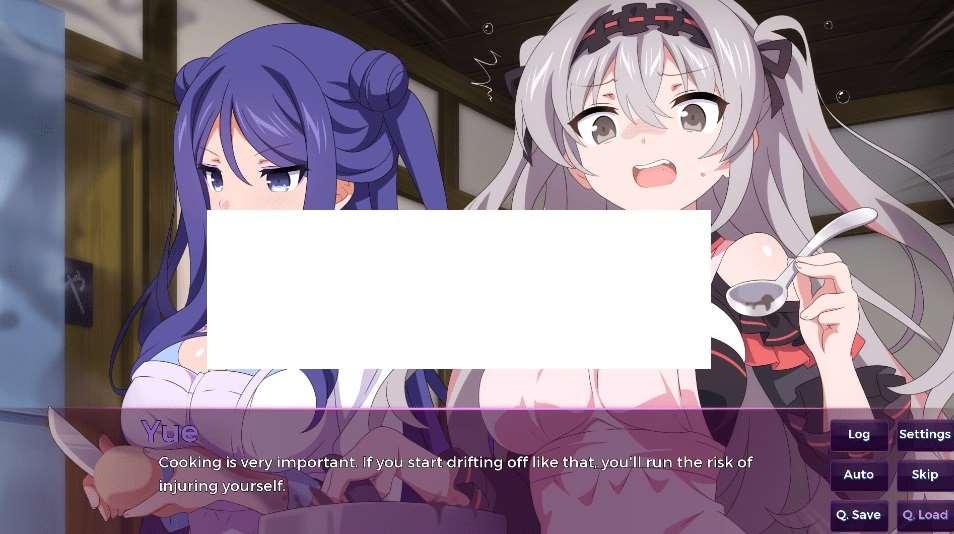 Yue
Cooking is very important. If you start drifting off like that, you'll run the risk of
injuring yourself.
Log
Settings
Auto
Skip
Q. Save
Q. Load